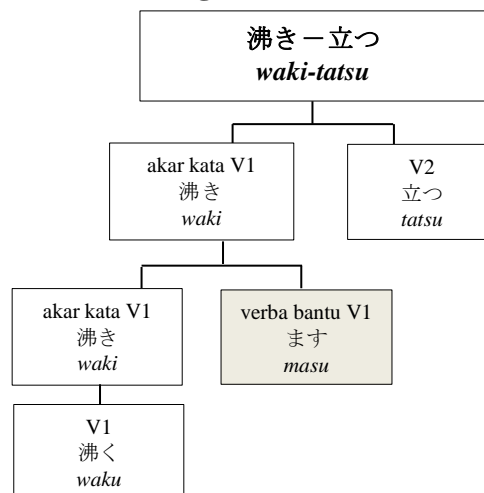 沸き－立つ
waki-tatsu
akar kata V1
沸き
waki
V2
立つ
tatsu
akar kata V1
沸き
waki
verba bantu V1
ます
masu
V1
沸く
waku